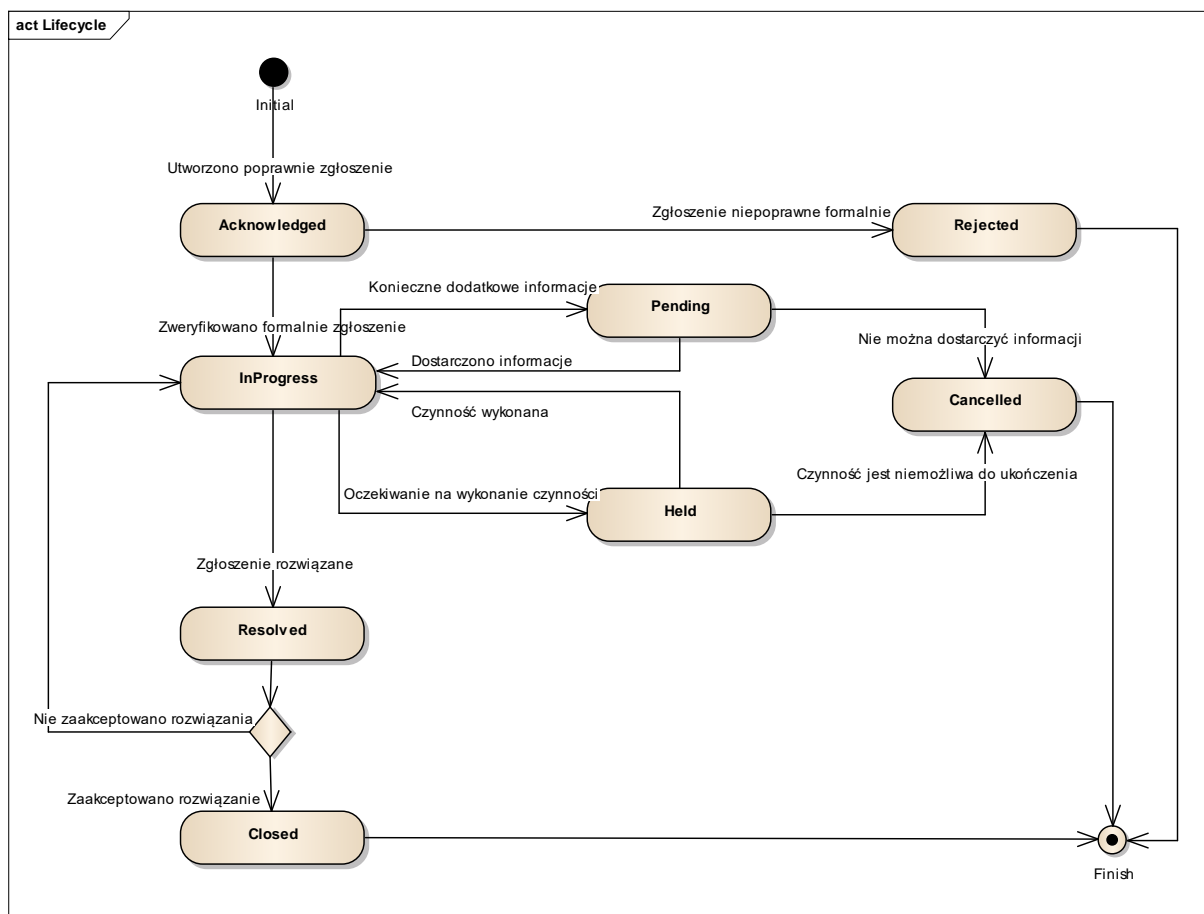 act Lifecycle
Initial
Utworzono poprawnie zgłoszenie
Acknowledged
Zgłoszenie niepoprawne formalnie
Rejected
Konieczne dodatkowe informacje
Pending
Zweryfikowano formalnie zgłoszenie
Nie można dostarczyć informacji
Dostarczono informacje
InProgress
Cancelled
Czynność wykonana
Czynność jest niemożliwa do ukończenia
Oczekiwanie na wykonanie czynności
Held
Zgłoszenie rozwiązane
Resolved
Nie zaakceptowano rozwiązania
Zaakceptowano rozwiązanie
Closed
Finish